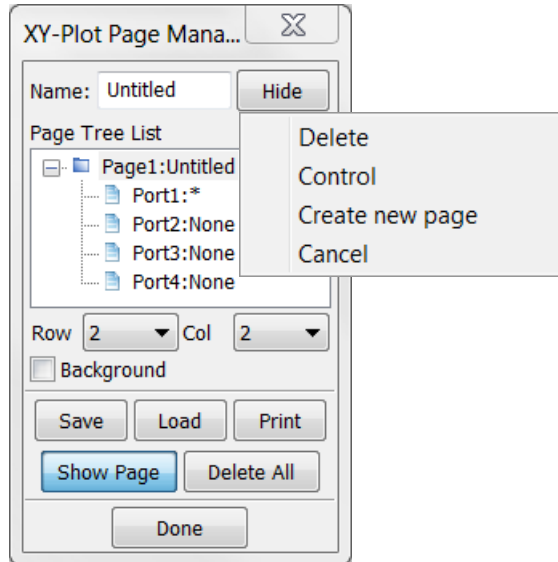 XY-Plot Page Mana...
Name: Untitled Hide
Page Tree List
Page1:Untitled
Port1:*
Port2:None
Port3:None
Port4:None
Delete
Control
Create new page
Cancel
Row 2 Col 2
Background
Save Load Print
Show Page Delete All
Done